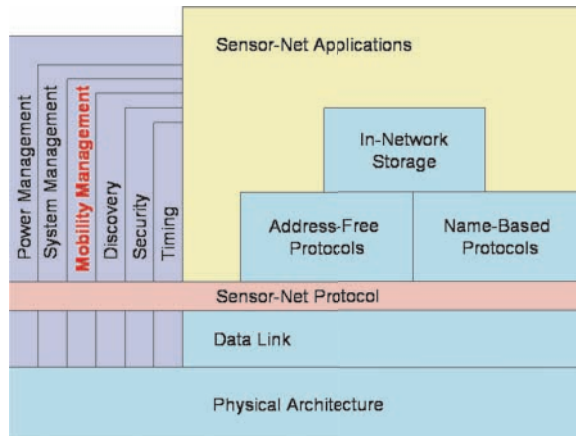 Power Management
System Management
Mobility Management
Discovery
Security
Timing
Sensor-Net Applications
In-Network
Storage
Address-Free
Protocols
Name-Based
Protocols
Sensor-Net Protocol
Data Link
Physical Architecture